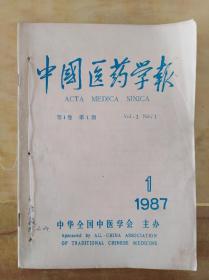 中国医药学报
ACTA MEDICA SINICA
第1卷 第1期 Vol·2 No·1
1
1987
中华全国中医学会 主办
Sponsored by ALL-CHINA ASSOCIATION
OF TRADITIONAL CHINESE MEDICINE